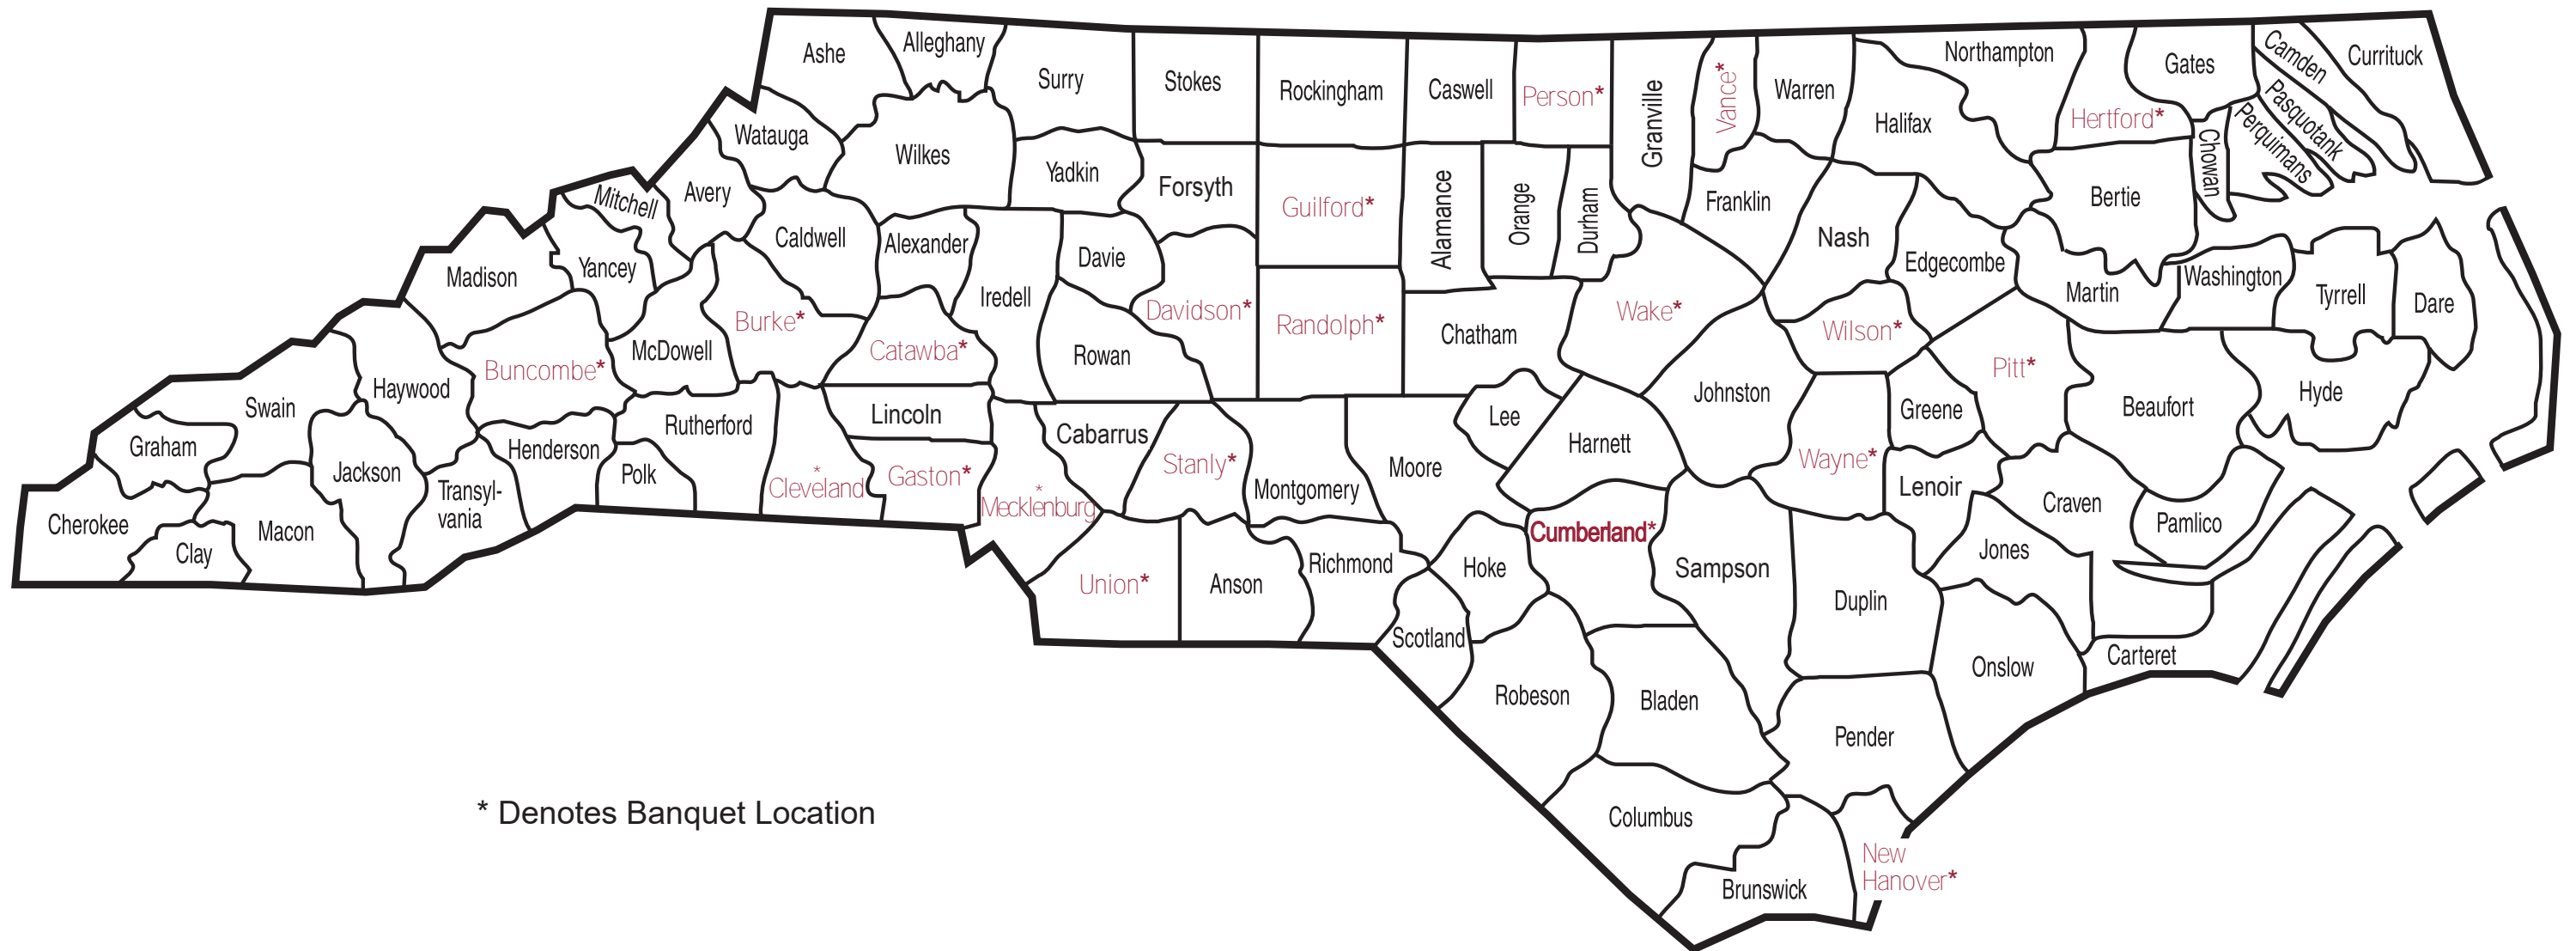 Ashe
Alleghany
Surry
Stokes
Rockingham
Caswell
Person*
Granville
Vance*
Warren
Northampton
Halifax
Hertford*
Gates
Camden
Currituck
Pasquotank
Perquimans
Chowan
Bertie
Watauga
Wilkes
Yadkin
Forsyth
Guilford*
Alamance
Orange
Durham
Franklin
Nash
Edgecombe
Martin
Washington
Tyrrell
Dare
Mitchell
Avery
Caldwell
Alexander
Iredell
Davie
Davidson*
Randolph*
Chatham
Wake*
Wilson*
Pitt*
Beaufort
Hyde
Madison
Yancey
Burke*
Catawba*
Rowan
Johnston
Greene
Buncombe*
McDowell
Haywood
Swain
Graham
Jackson
Rutherford
Lincoln
Cabarrus
Stanly*
Montgomery
Moore
Lee
Harnett
Wayne*
Lenoir
Craven
Pamlico
Henderson
Polk
*
Cleveland
Gaston*
*
Mecklenburg
Cherokee
Clay
Macon
Transyl-
vania
Union*
Anson
Richmond
Scotland
Hoke
Cumberland*
Sampson
Duplin
Jones
Onslow
Carteret
Robeson
Bladen
Pender
Columbus
Brunswick
New
Hanover*
* Denotes Banquet Location